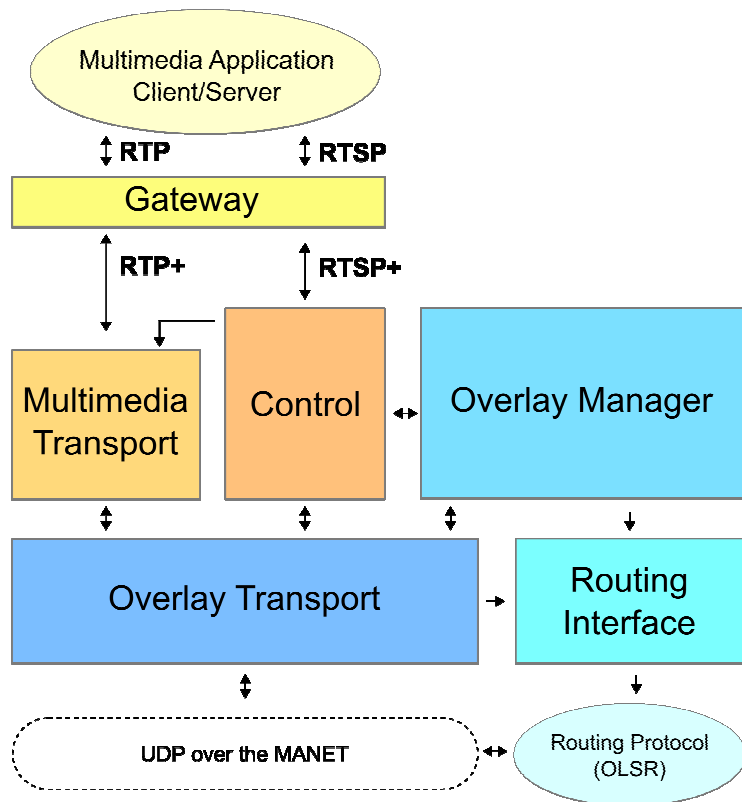 Multimedia Application
Client/Server
RTP
RTSP
Gateway
RTP+
RTSP+
Multimedia
Transport
Control
Overlay Manager
Overlay Transport
Routing
Interface
UDP over the MANET
Routing Protocol
(OLSR)